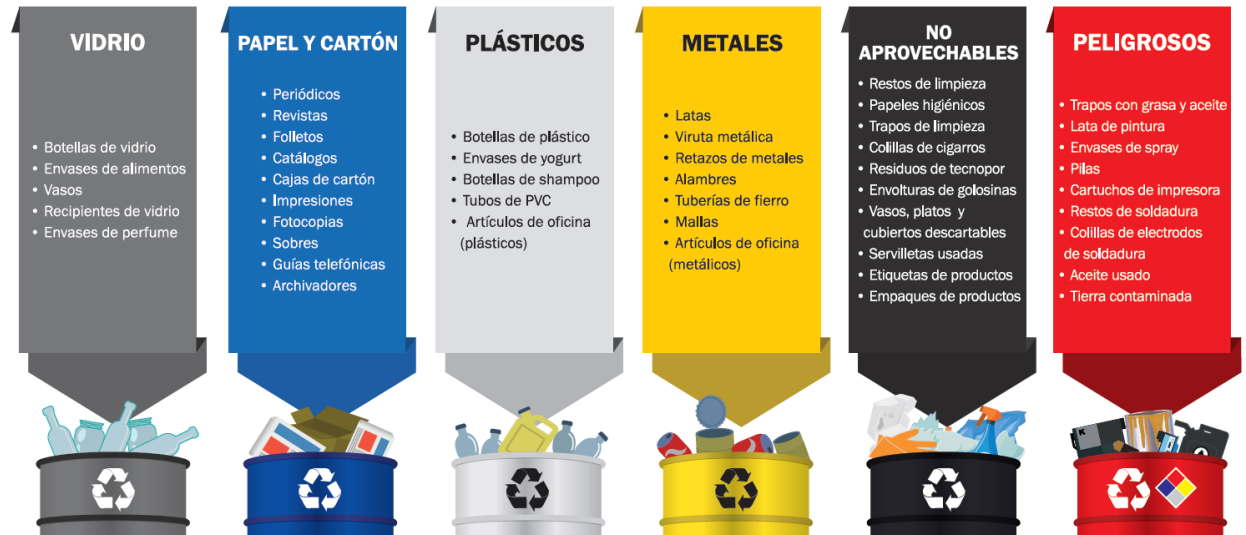 VIDRIO
• Botellas de vidrio
• Envases de alimentos
• Vasos
• Recipientes de vidrio
• Envases de perfume
PAPEL Y CARTÓN
• Periódicos
• Revistas
• Folletos
• Catálogos
• Cajas de cartón
• Impresiones
• Fotocopias
• Sobres
• Guías telefónicas
• Archivadores
PLÁSTICOS
• Botellas de plástico
• Envases de yogurt
• Botellas de shampoo
• Tubos de PVC
• Artículos de oficina
(plásticos)
METALES
• Latas
• Viruta metálica
• Retazos de metales
• Alambres
• Tuberías de fierro
• Mallas
• Artículos de oficina
(metálicos)
NO
APROVECHABLES
• Restos de limpieza
• Papeles higiénicos
• Trapos de limpieza
• Colillas de cigarros
• Residuos de tecnopor
• Envolturas de golosinas
• Vasos, platos y
cubiertos descartables
• Servilletas usadas
• Etiquetas de productos
• Empaques de productos
PELIGROSOS
• Trapos con grasa y aceite
• Lata de pintura
• Envases de spray
• Pilas
• Cartuchos de impresora
• Restos de soldadura
• Colillas de electrodos
de soldadura
• Aceite usado
• Tierra contaminada
K